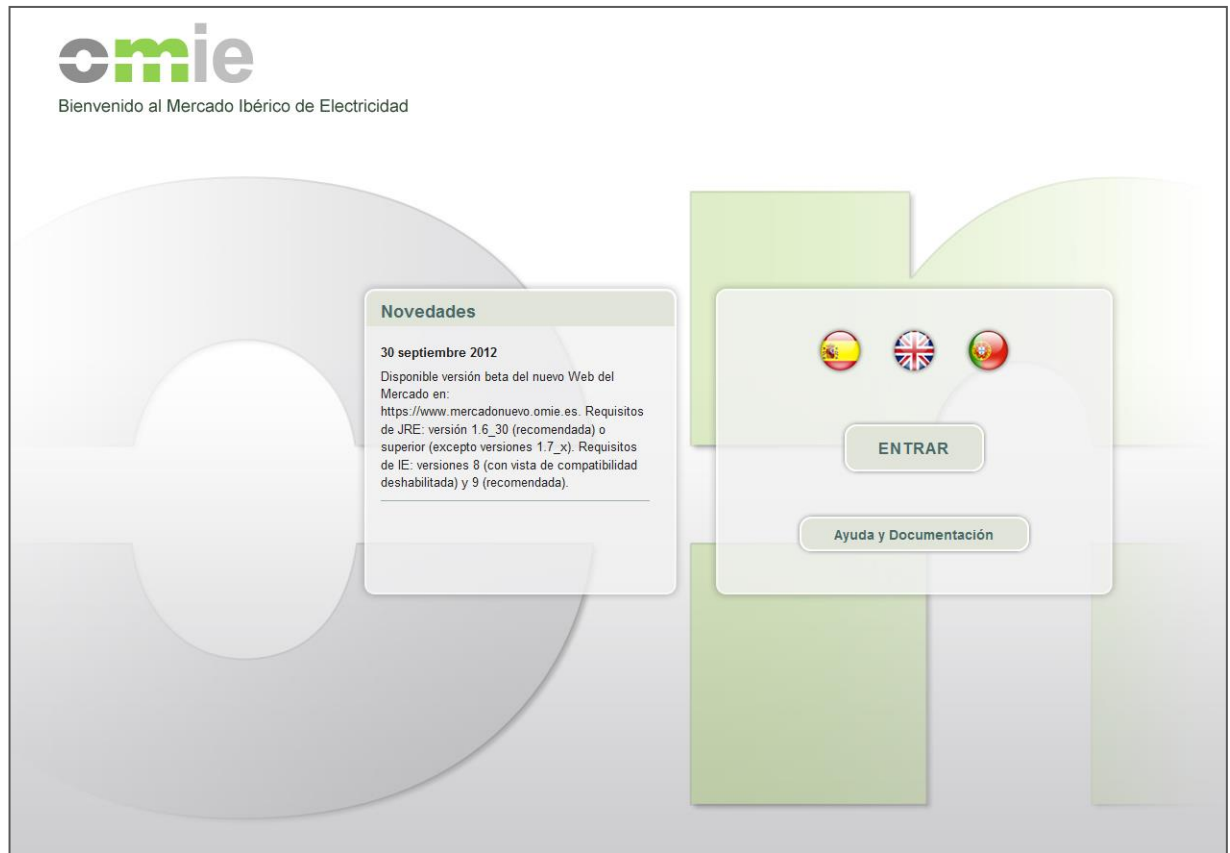 omie
Bienvenido al Mercado Ibérico de Electricidad
Novedades
30 septiembre 2012
Disponible versión beta del nuevo Web del
Mercado en:
https://www.mercadonuevo.omie.es. Requisitos
de JRE: versión 1.6_30 (recomendada) o
superior (excepto versiones 1.7_x). Requisitos
de IE: versiones 8 (con vista de compatibilidad
deshabilitada) y 9 (recomendada).
ENTRAR
Ayuda y Documentación